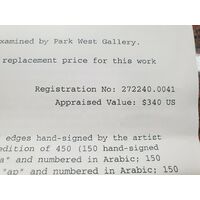 examined by Park West Gallery.
replacement price for this work
Registration No: 272240.0041
Appraised Value: $340 US
edges hand-signed by the artist
edition of 450 (150 hand-signed
a" and numbered in Arabic; 150
"ap" and numbered in Arabic; 150